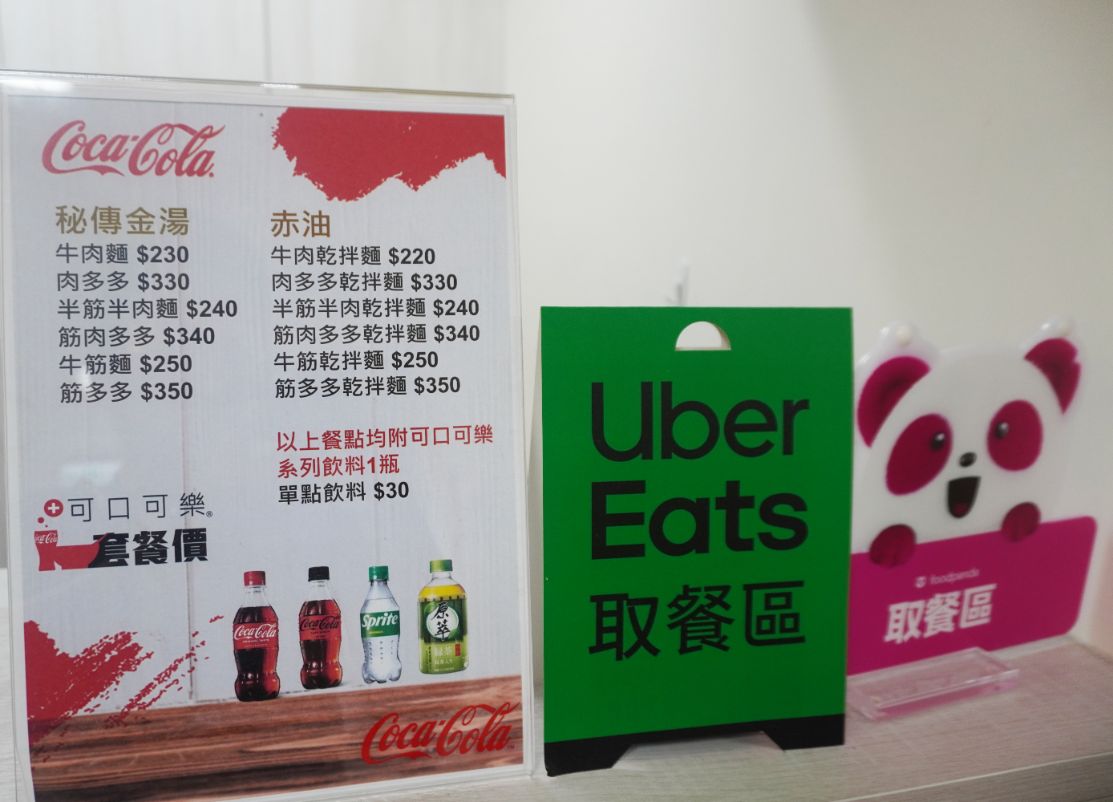 Coca-Cola
秘傳金湯
牛肉麵 $230
肉多多 $330
半筋半肉麵 $240
筋肉多多 $340
牛筋麵 $250
筋多多 $350
赤油
牛肉乾拌麵 $220
肉多多乾拌麵 $330
半筋半肉乾拌麵 $240
筋肉多多乾拌麵 $340
牛筋乾拌麵 $250
筋多多乾拌麵 $350
以上餐點均附可口可樂
系列飲料1瓶
單點飲料 $30
+可口可樂®
Coca-Cola
套餐價
Coca-Cola
Coca-Cola
Sprite
原萃
綠茶
Coca-Cola
Uber
Eats
取餐區
foodpanda
取餐區